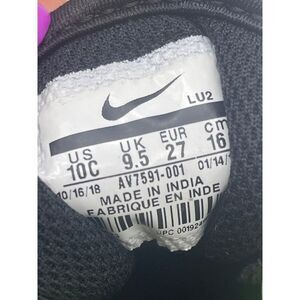 LU2
US UK EUR cm
10C 9.5 27 16
10/16/18 AV7591-001 01/14/
MADE IN INDIA
FABRIQUE EN INDE